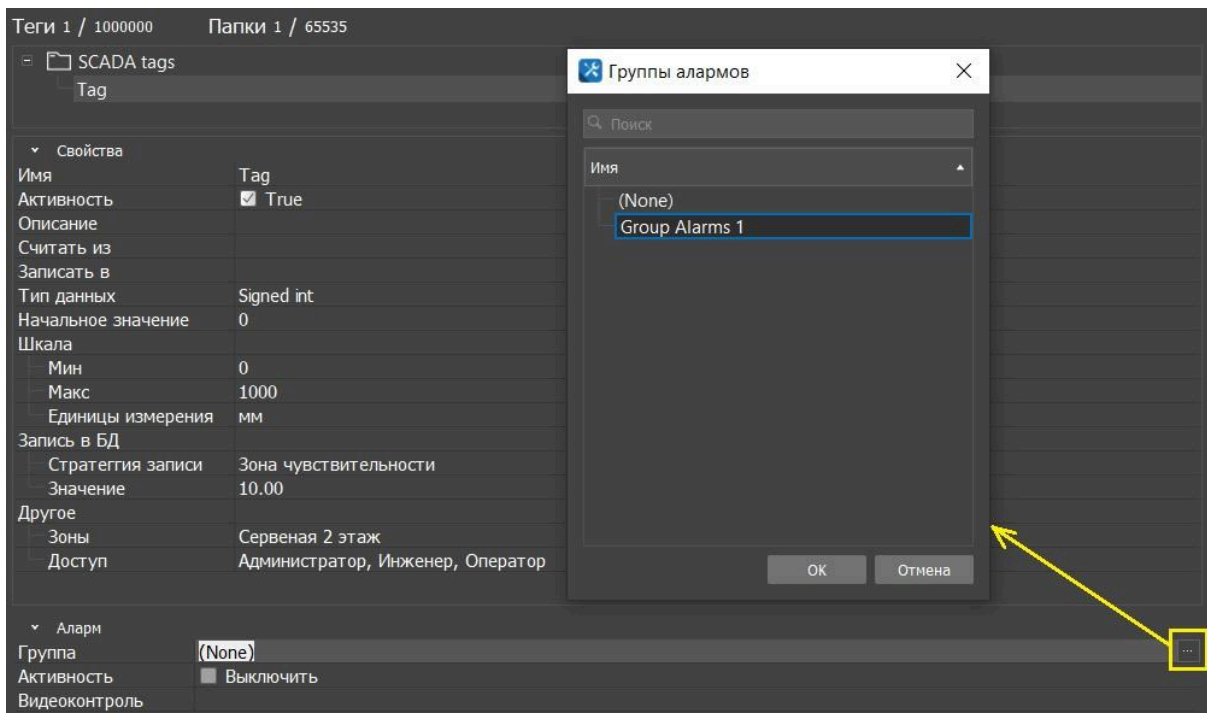 Теги 1 / 1000000 Папки 1 / 65535
SCADA tags
Tag
Свойства
Имя Tag
Активность True
Описание
Считать из
Записать в
Тип данных Signed int
Начальное значение 0
Шкала
Мин 0
Макс 1000
Единицы измерения мм
Запись в БД
Стратегтия записи Зона чувствительности
Значение 10.00
Другое
Зоны Сервеная 2 этаж
Доступ Администратор, Инженер, Оператор
Группы алармов
Поиск
Имя
(None)
Group Alarms 1
ОК Отмена
Аларм
Группа (None) ...
Активность Выключить
Видеоконтроль